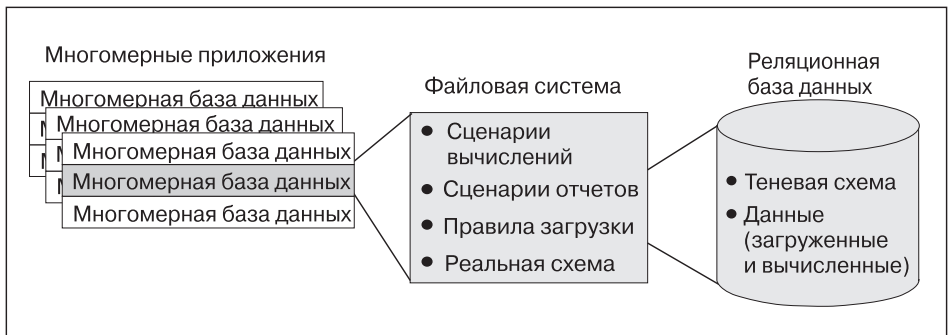 Многомерные приложения
Многомерная база данных
М
М
Многомерная база данных
М
М
Многомерная база данных
Многомерная база данных
Многомерная база данных
Файловая система
• Сценарии
вычислений
• Сценарии отчетов
• Правила загрузки
• Реальная схема
Реляционная
база данных
• Теневая схема
• Данные
(загруженные
и вычисленные)